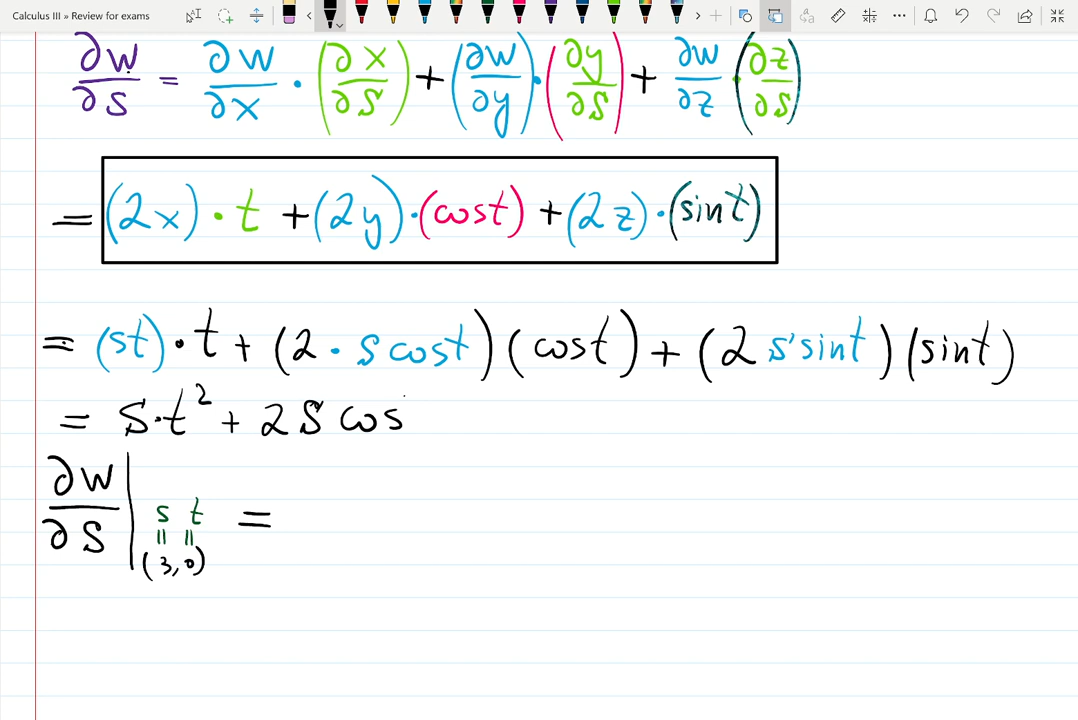 Calculus III » Review for exams
∂w/∂s = ∂w/∂x · (∂x/∂s) + (∂w/∂y) · (∂y/∂s) + ∂w/∂z · (∂z/∂s)
= (2x) · t + (2y) · (cos t) + (2z) · (sin t)
= (st) · t + (2 · s cos t) (cos t) + (2 s · sin t) (sin t)
= s · t² + 2 s cos
∂w/∂s | s t =
(3, 0)